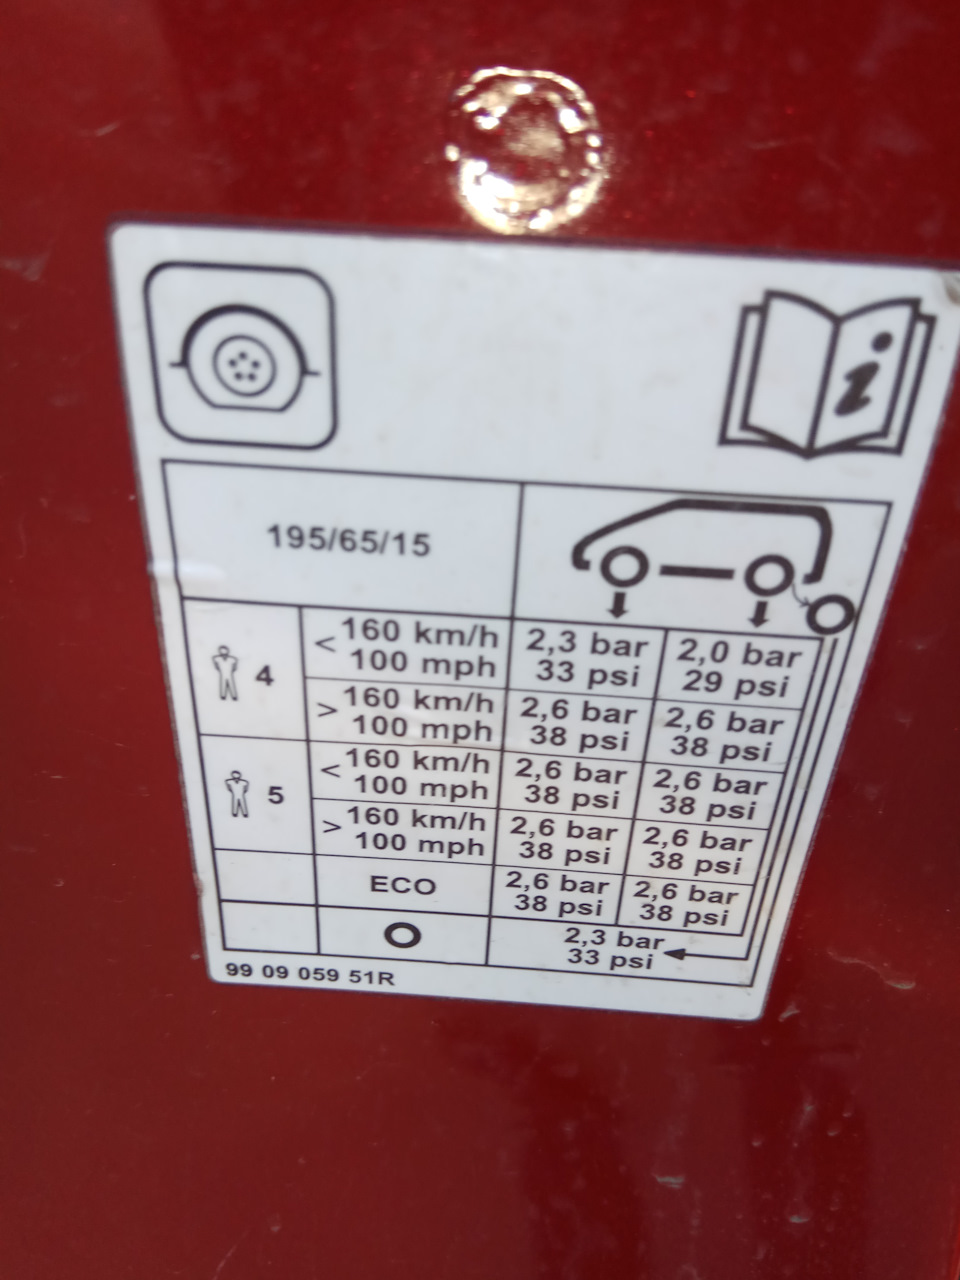 i
195/65/15
4
< 160 km/h 2,3 bar 2,0 bar
100 mph 33 psi 29 psi
> 160 km/h 2,6 bar 2,6 bar
100 mph 38 psi 38 psi
5
< 160 km/h 2,6 bar 2,6 bar
100 mph 38 psi 38 psi
> 160 km/h 2,6 bar 2,6 bar
100 mph 38 psi 38 psi
ECO 2,6 bar 2,6 bar
38 psi 38 psi
2,3 bar
33 psi
99 09 059 51R